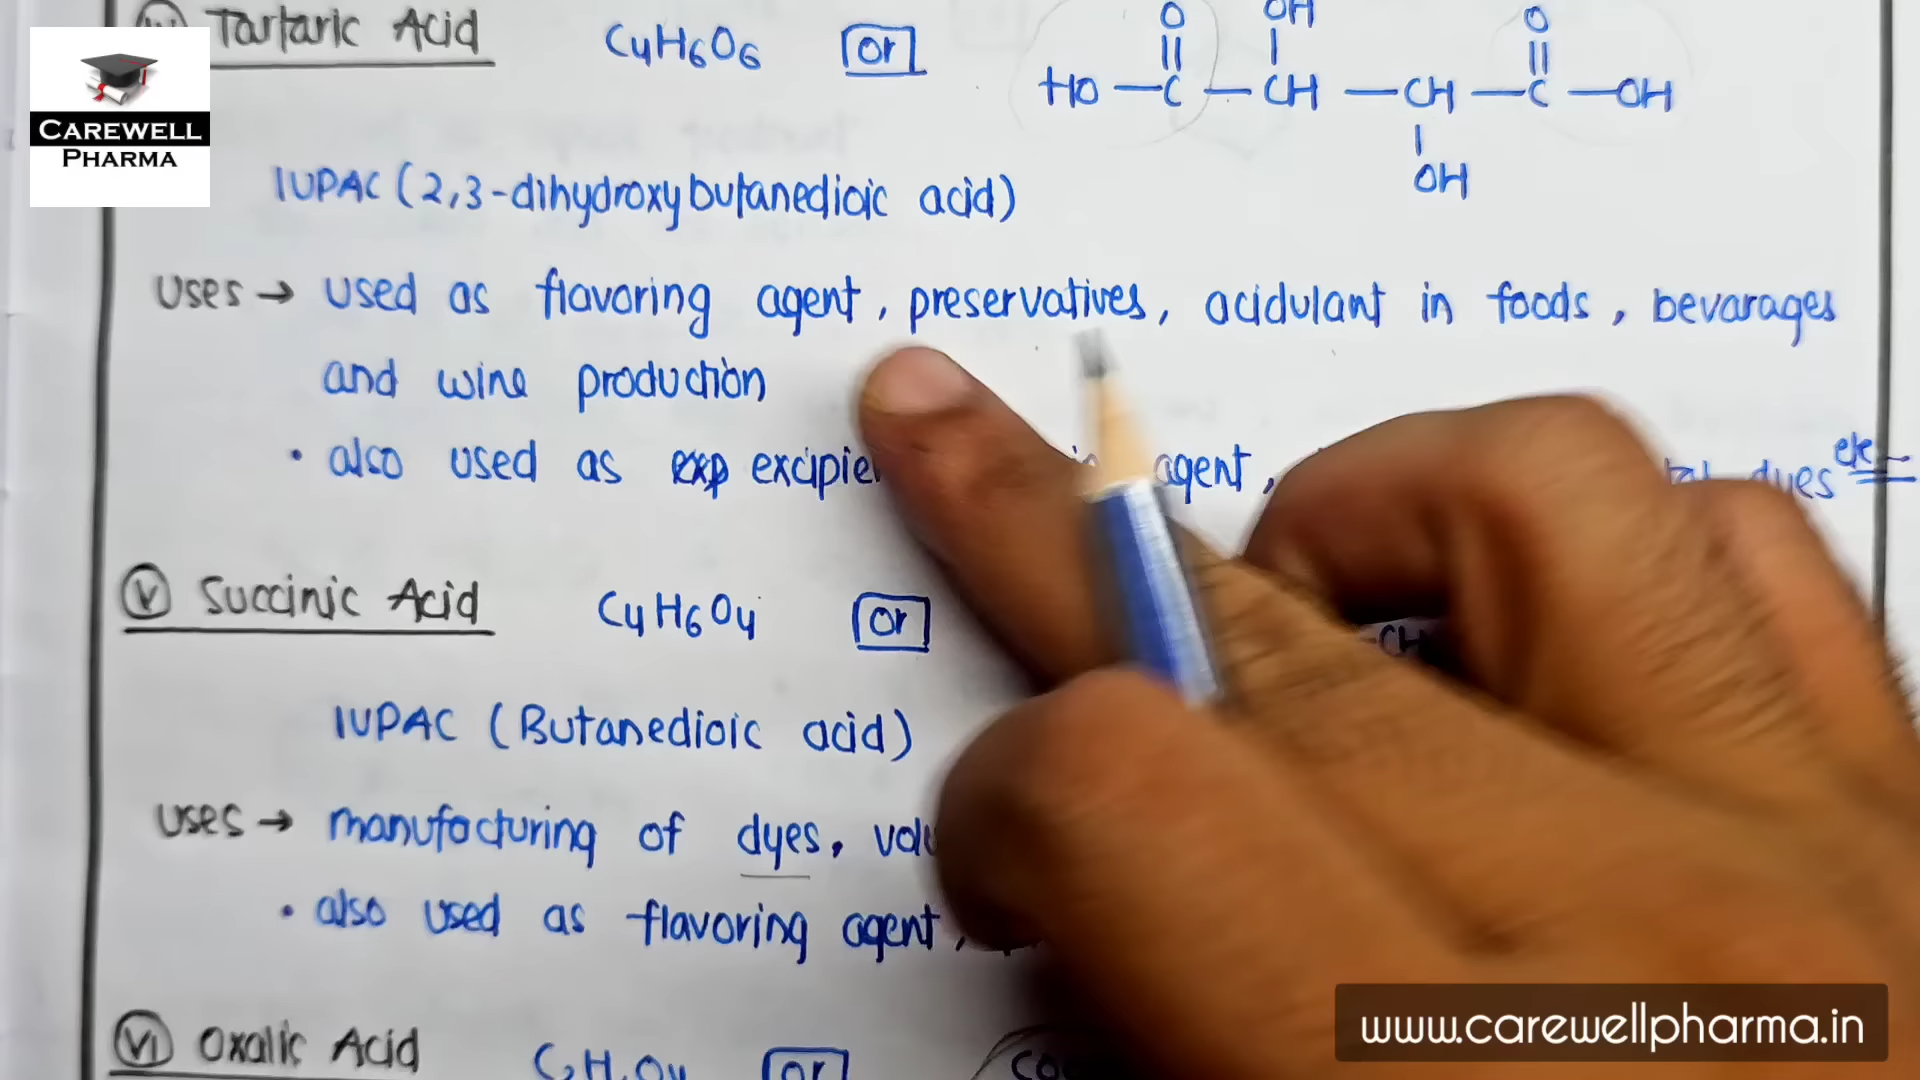 Tartaric Acid C4H6O6 or
O OH O
HO — C — CH — CH — C — OH
OH
CAREWELL
PHARMA
IUPAC (2,3-dihydroxybutanedioic acid)
Uses → used as flavoring agent, preservatives, acidulant in foods, bevarages
and wine production
• also used as exp excipie agent, dyes etc
V Succinic Acid C4H6O4 or
CH
IUPAC (Butanedioic acid)
Uses → manufacturing of dyes,
• also used as flavoring agent,
VI Oxalic Acid or
www.carewellpharma.in